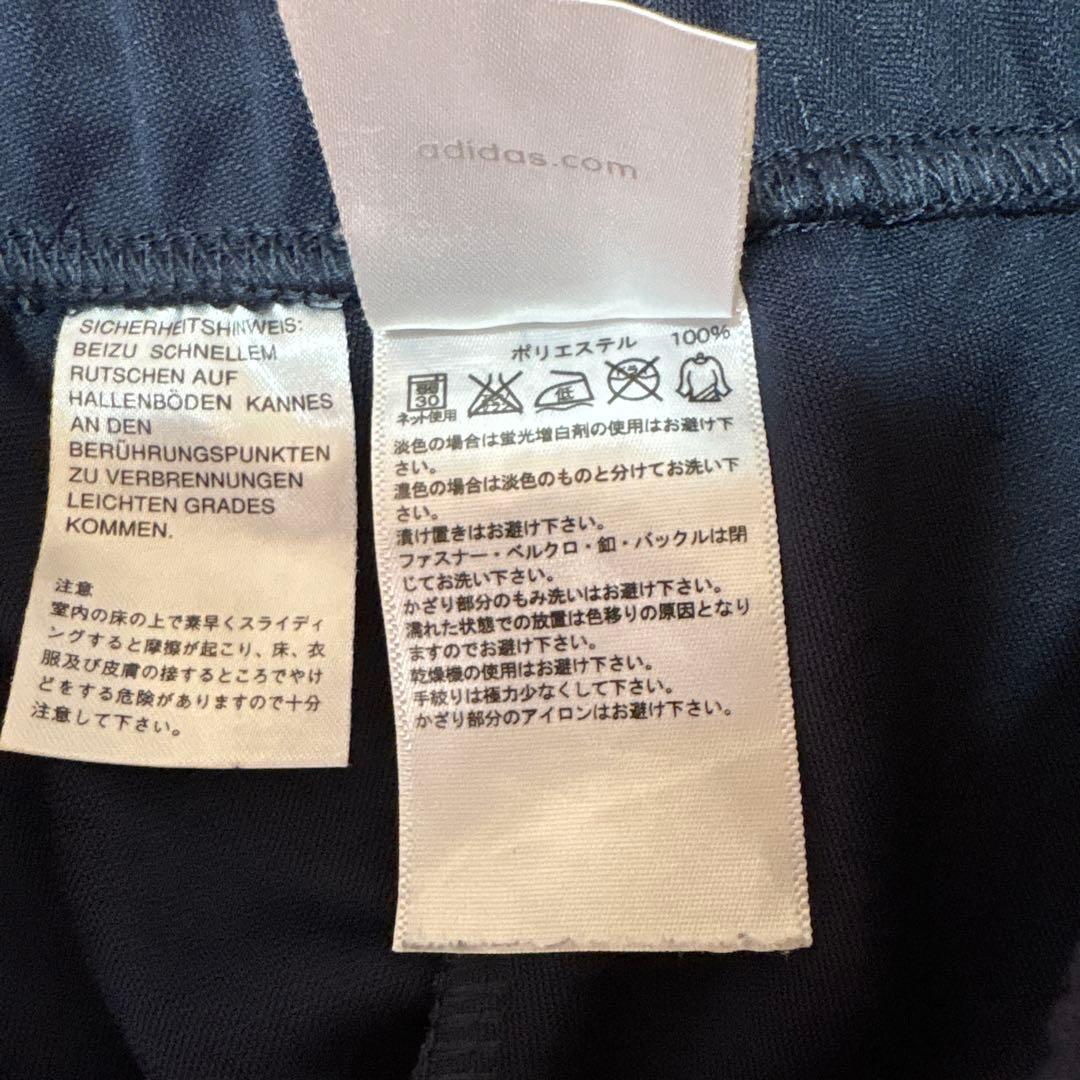 adidas.com
SICHERHEITSHINWEIS:
BEIZU SCHNELLEM
RUTSCHEN AUF
HALLENBÖDEN KANNES
AN DEN
BERÜHRUNGSPUNKTEN
ZU VERBRENNUNGEN
LEICHTEN GRADES
KOMMEN.
注意
室内の床の上で素早くスライディ
ングすると摩擦が起こり、床、衣
服及び皮膚の接するところでやけ
どをする危険がありますので十分
注意して下さい。
ポリエステル 100%
30 低
ネット使用
淡色の場合は蛍光増白剤の使用はお避け下
さい。
濃色の場合は淡色のものと分けてお洗い下
さい。
漬け置きはお避け下さい。
ファスナー・ベルクロ・釦・バックルは閉
じてお洗い下さい。
かざり部分のもみ洗いはお避け下さい。
濡れた状態での放置は色移りの原因となり
ますのでお避け下さい。
乾燥機の使用はお避け下さい。
手絞りは極力少なくして下さい。
かざり部分のアイロンはお避け下さい。